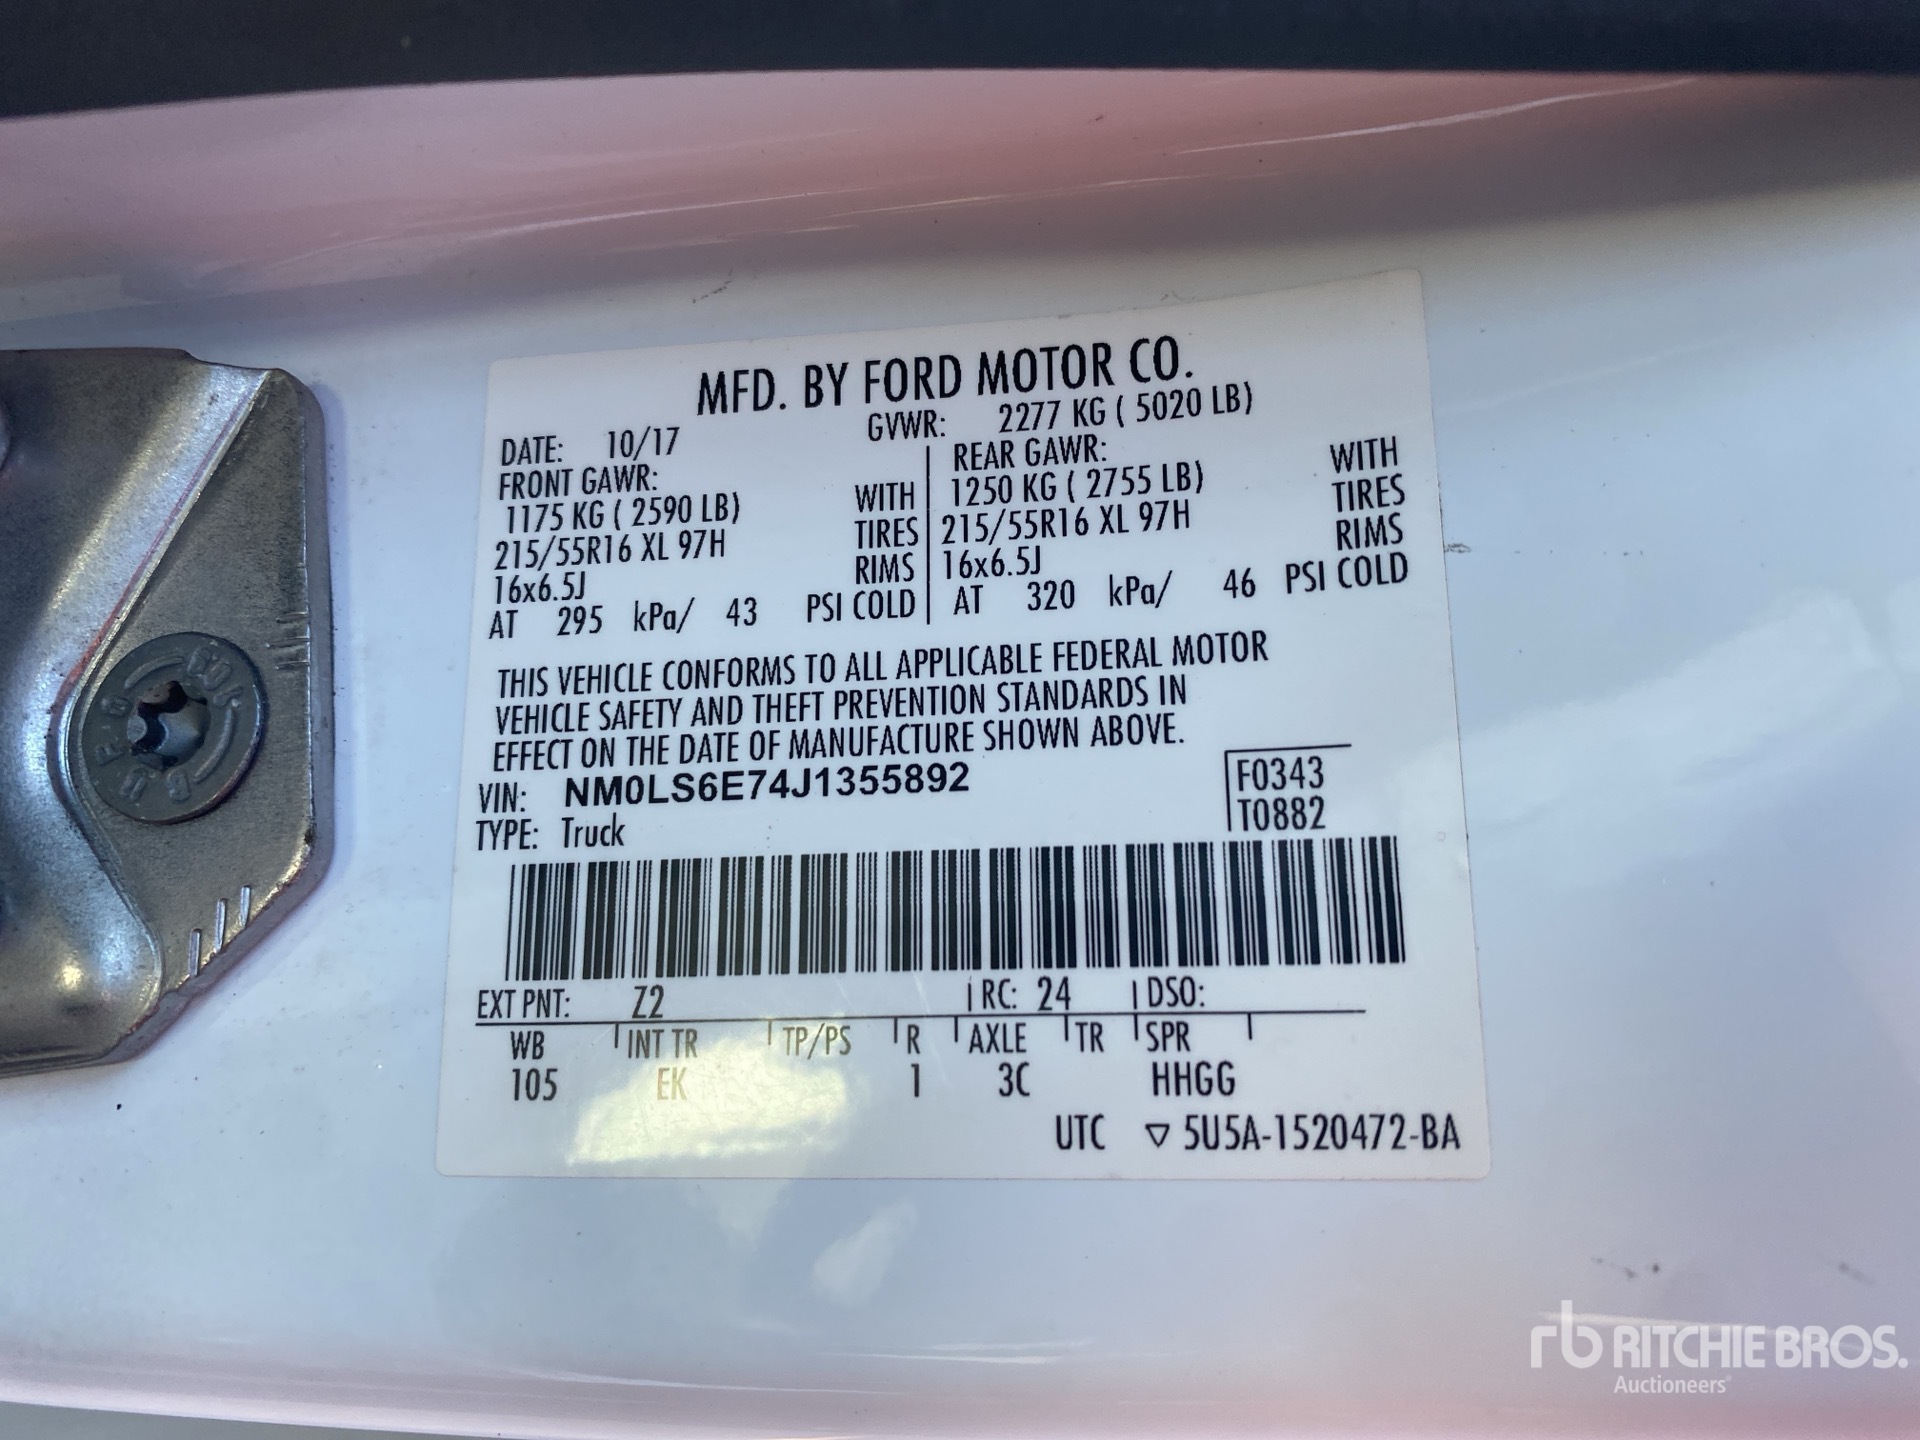 MFD. BY FORD MOTOR CO.
DATE: 10/17 GVWR: 2277 KG ( 5020 LB)
FRONT GAWR: REAR GAWR:
1175 KG ( 2590 LB) WITH 1250 KG ( 2755 LB) WITH
215/55R16 XL 97H TIRES 215/55R16 XL 97H TIRES
16x6.5J RIMS 16x6.5J RIMS
AT 295 kPa/ 43 PSI COLD AT 320 kPa/ 46 PSI COLD
THIS VEHICLE CONFORMS TO ALL APPLICABLE FEDERAL MOTOR
VEHICLE SAFETY AND THEFT PREVENTION STANDARDS IN
EFFECT ON THE DATE OF MANUFACTURE SHOWN ABOVE.
VIN: NM0LS6E74J1355892 F0343
TYPE: Truck T0882
EXT PNT: Z2 RC: 24 DSO:
WB INT TR TP/PS R AXLE TR SPR
105 EK 1 3C HHGG
UTC ▽ 5U5A-1520472-BA
rb RITCHIE BROS.
Auctioneers